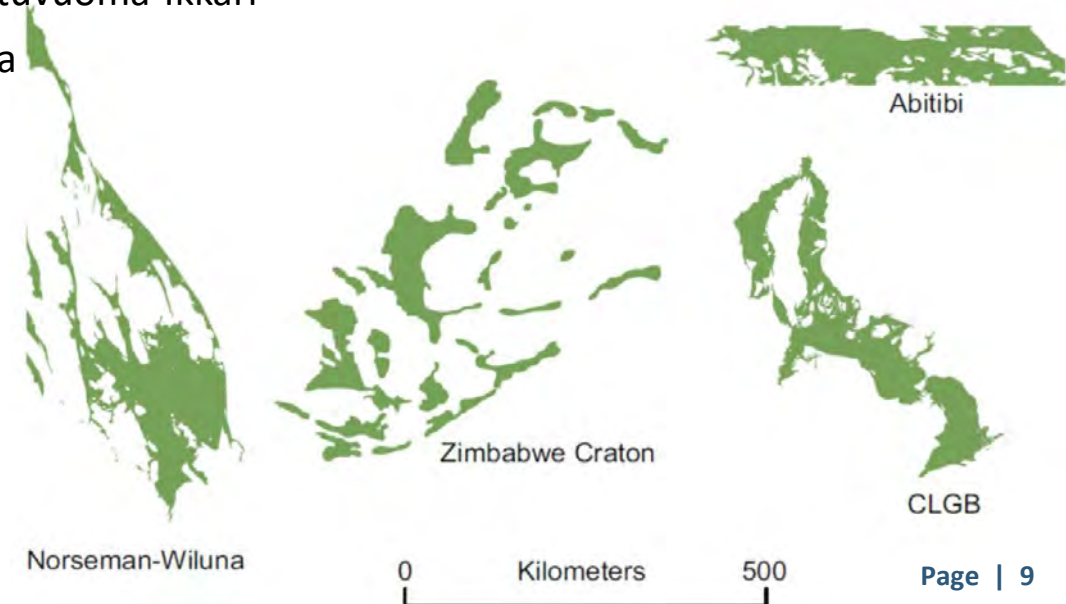 a
Abitibi
Zimbabwe Craton
CLGB
Norseman-Wiluna
0 Kilometers 500
Page | 9